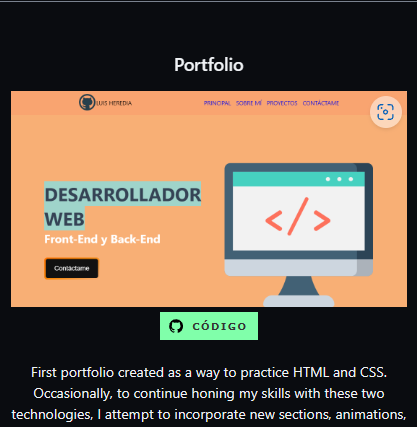 Portfolio
LUIS HEREDIA
PRINCIPAL SOBRE MÍ PROYECTOS CONTÁCTAME
DESARROLLADOR
WEB
Front-End y Back-End
Contáctame
</>
CÓDIGO
First portfolio created as a way to practice HTML and CSS.
Occasionally, to continue honing my skills with these two
technologies, I attempt to incorporate new sections, animations,